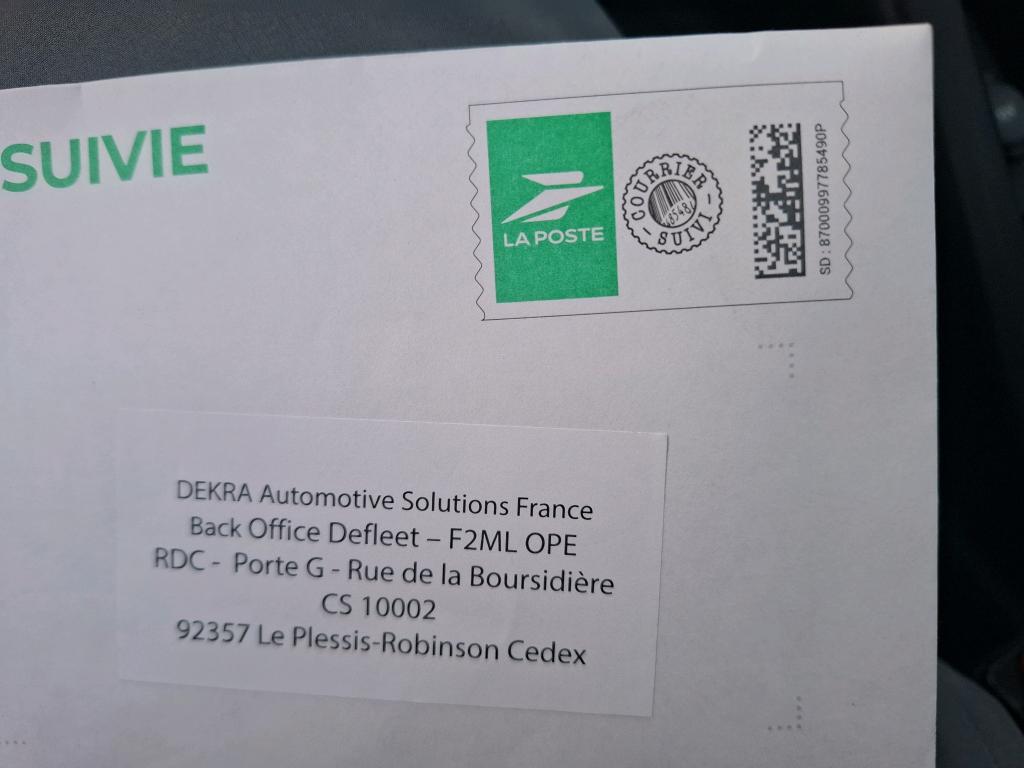 SUIVIE
LA POSTE
COURRIER
SUIVI
SD : 87000997785490P
DEKRA Automotive Solutions France
Back Office Defleet – F2ML OPE
RDC - Porte G - Rue de la Boursidière
CS 10002
92357 Le Plessis-Robinson Cedex